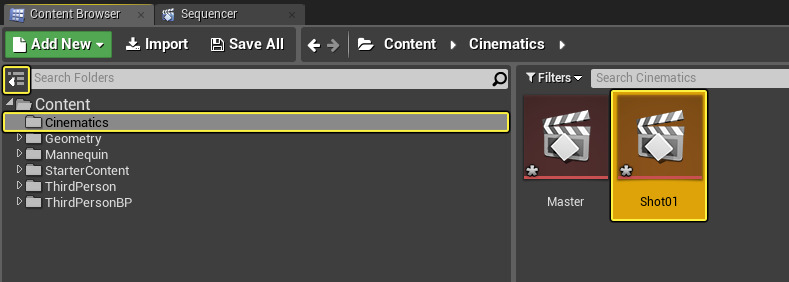 Content Browser
Sequencer
Add New
Import
Save All
Content
Cinematics
Search Folders
Filters
Search Cinematics
Content
Cinematics
Geometry
Mannequin
StarterContent
ThirdPerson
ThirdPersonBP
Master
Shot01